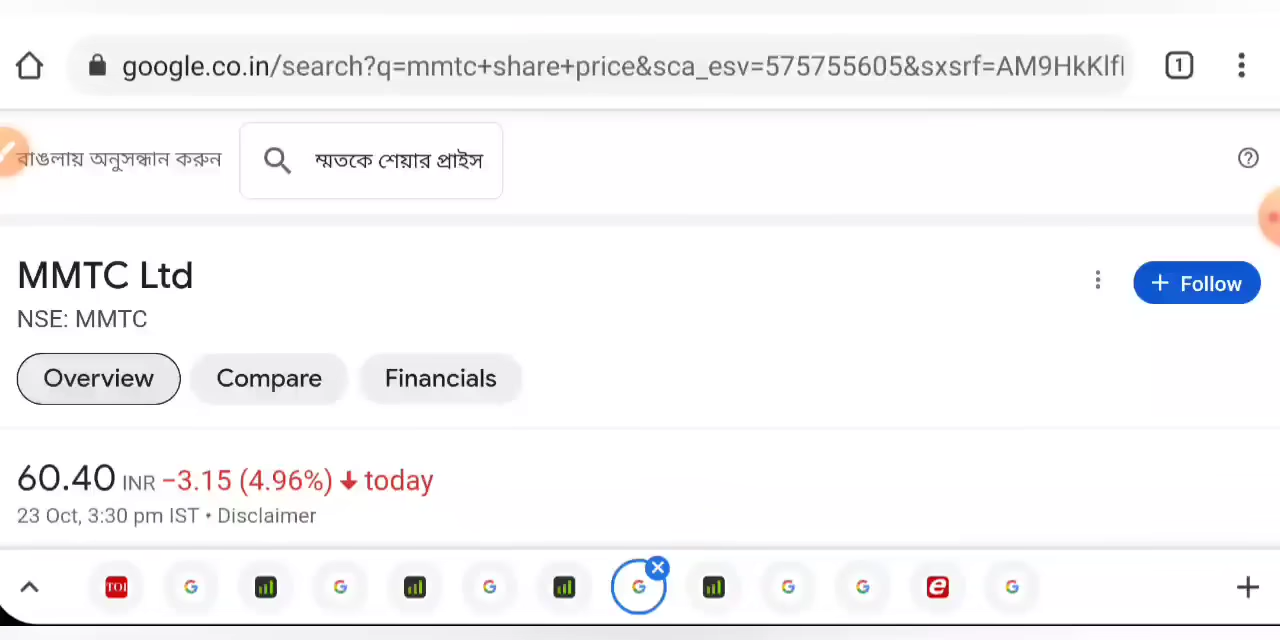 google.co.in/search?q=mmtc+share+price&sca_esv=575755605&sxsrf=AM9HkKlfl
1
বাঙলায় অনুসন্ধান করুন
ম্মতকে শেয়ার প্রাইস
MMTC Ltd
+ Follow
NSE: MMTC
Overview
Compare
Financials
60.40 INR −3.15 (4.96%) ↓ today
23 Oct, 3:30 pm IST • Disclaimer
TOI